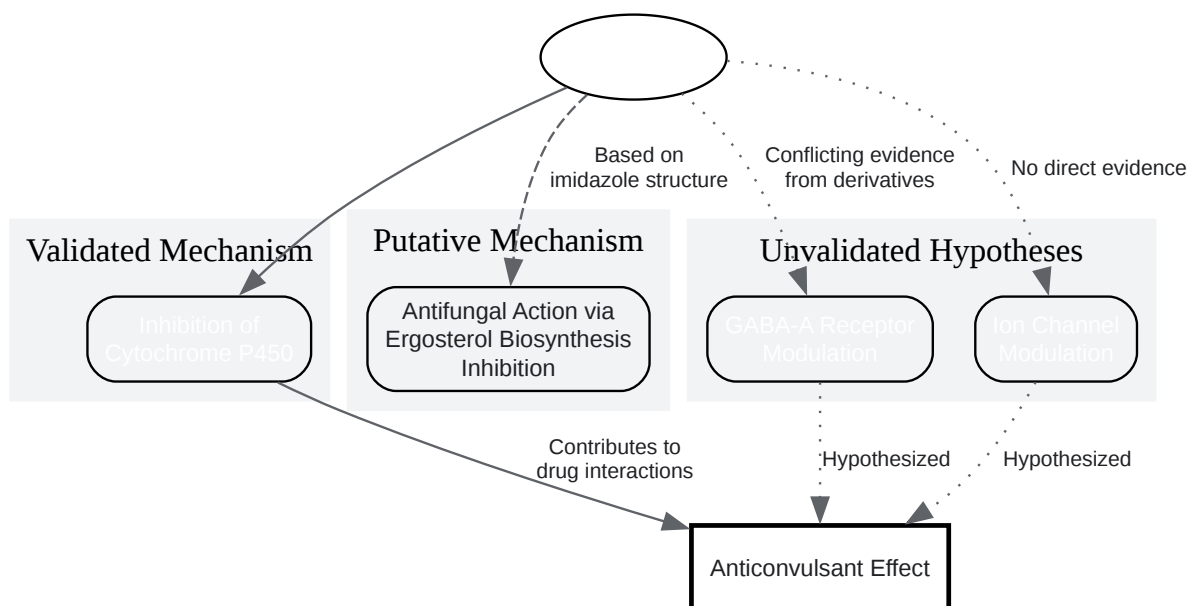 Based on
imidazole structure
Conflicting evidence
from derivatives
No direct evidence
Validated Mechanism
Putative Mechanism
Unvalidated Hypotheses
Inhibition of
Cytochrome P450
Antifungal Action via
Ergosterol Biosynthesis
Inhibition
GABA-A Receptor
Modulation
Ion Channel
Modulation
Contributes to
drug interactions
Hypothesized
Hypothesized
Anticonvulsant Effect